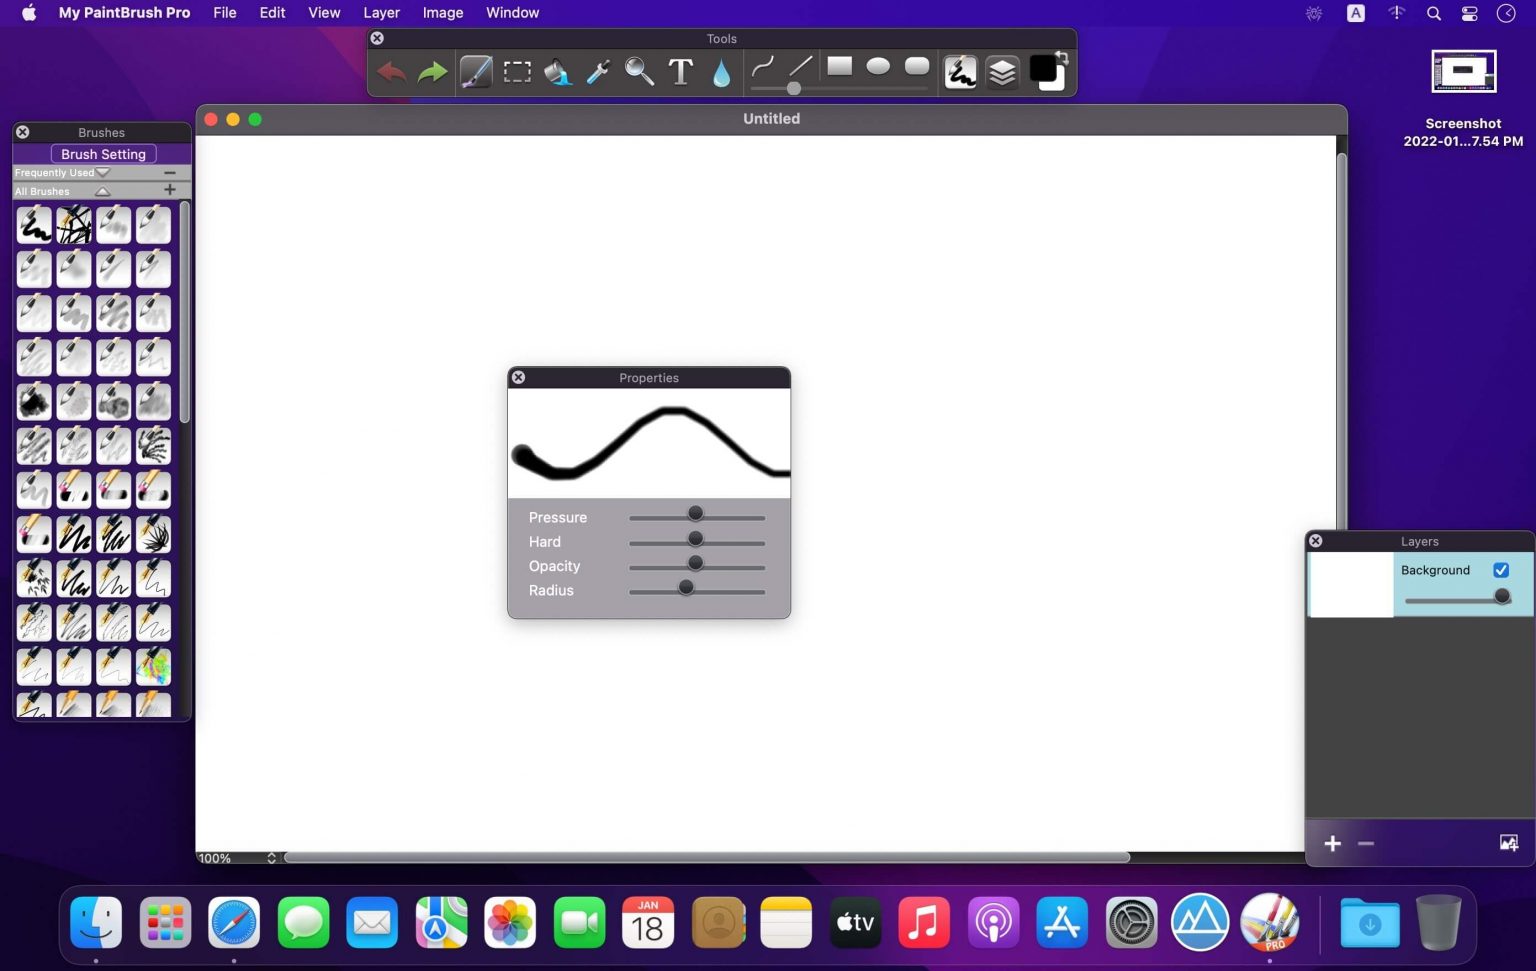 My PaintBrush Pro File Edit View Layer Image Window A
Tools
T
Screenshot
2022-01...7.54 PM
Untitled
Brushes
Brush Setting
Frequently Used
All Brushes
Properties
Pressure
Hard
Opacity
Radius
Layers
Background
100%
JAN
18
tv
PRO